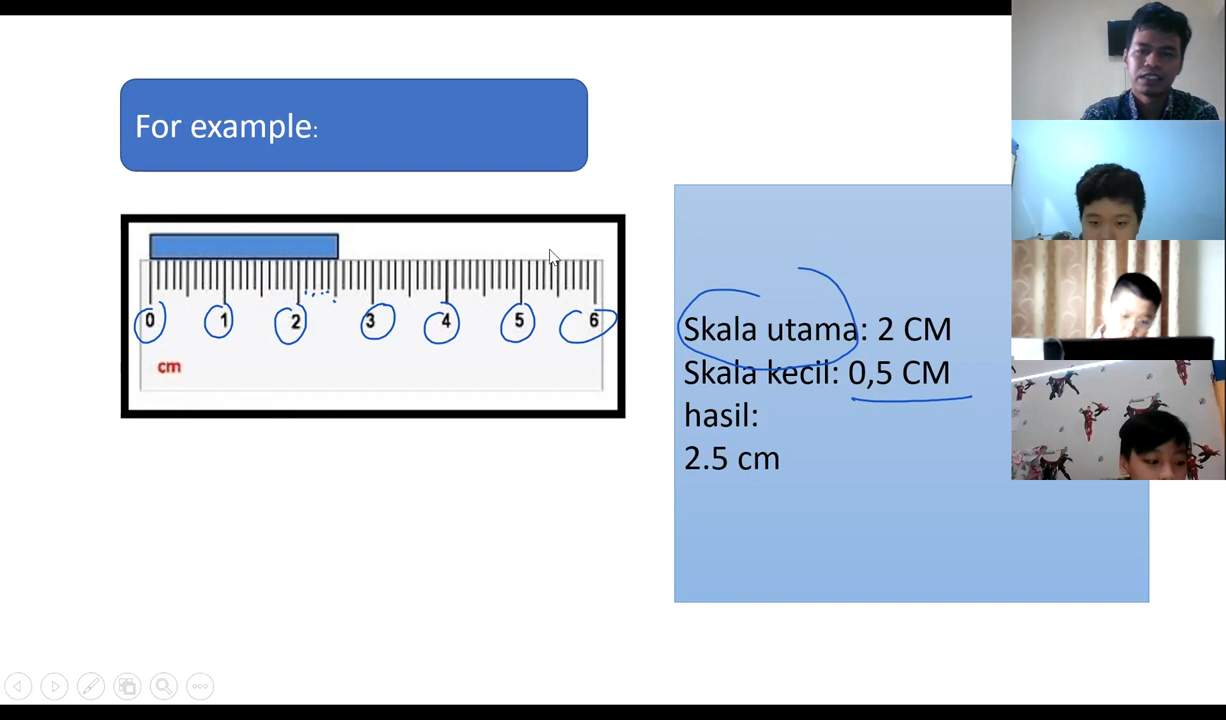 For example:
0 1 2 3 4 5 6
cm
Skala utama: 2 CM
Skala kecil: 0,5 CM
hasil:
2.5 cm